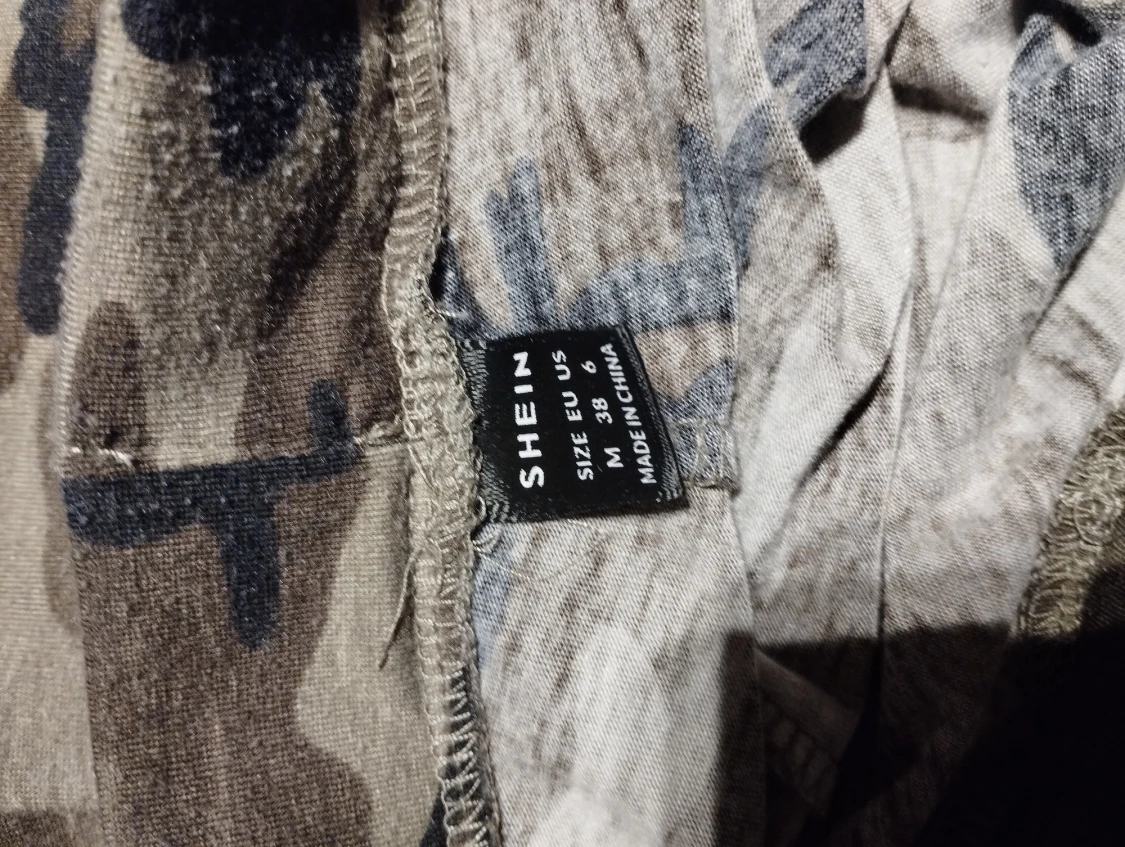 SHEIN
SIZE EU US
M 38 6
MADE IN CHINA